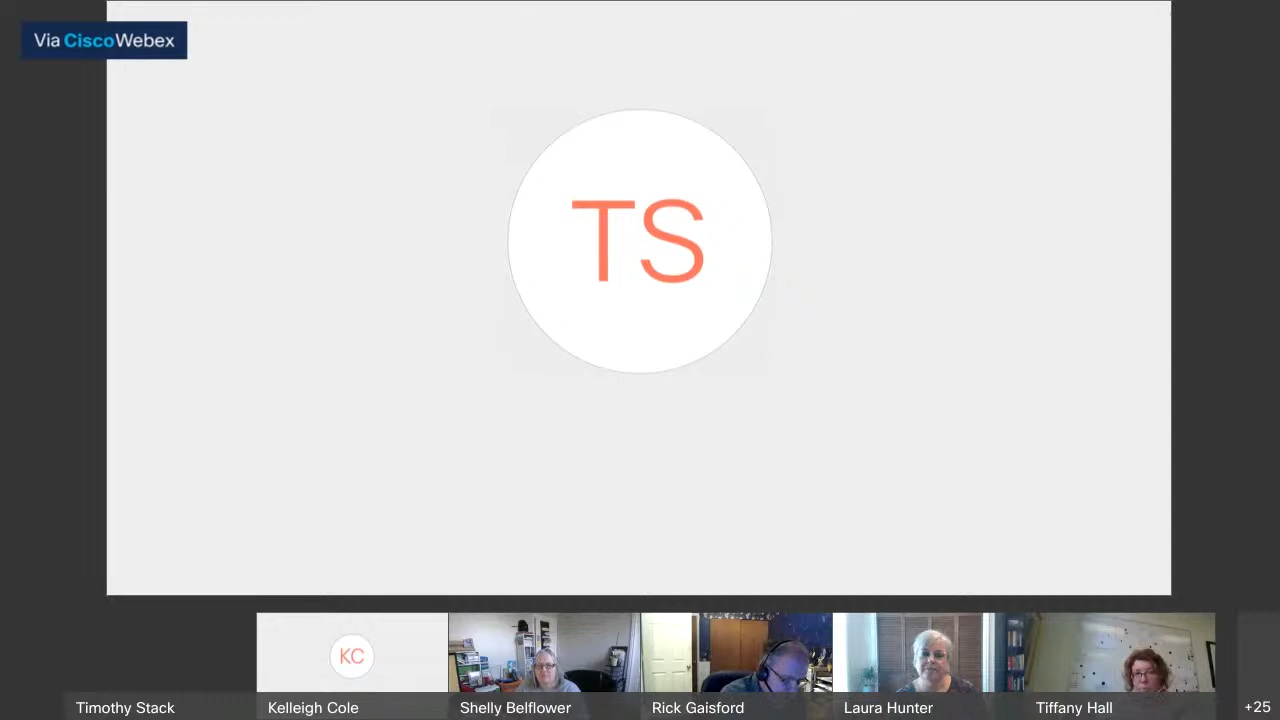 Via CiscoWebex
TS
KC
Timothy Stack
Kelleigh Cole
Shelly Belflower
Rick Gaisford
Laura Hunter
Tiffany Hall
+25